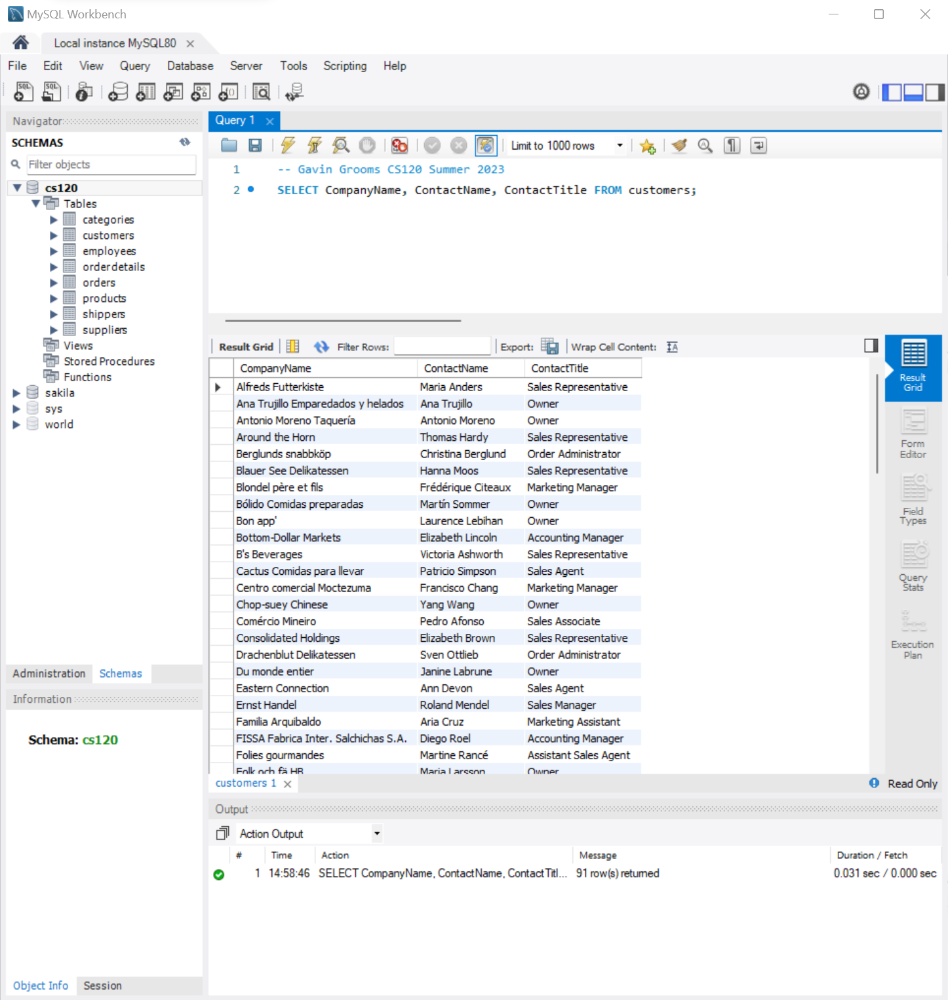 MySQL Workbench
Local instance MySQL80
File Edit View Query Database Server Tools Scripting Help
Navigator
SCHEMAS
Filter objects
cs120
Tables
categories
customers
employees
orderdetails
orders
products
shippers
suppliers
Views
Stored Procedures
Functions
sakila
sys
world
Administration Schemas
Information
Schema: cs120
Object Info Session
Query 1
Limit to 1000 rows
1 -- Gavin Grooms CS120 Summer 2023
2 SELECT CompanyName, ContactName, ContactTitle FROM customers;
Result Grid Filter Rows: Export: Wrap Cell Content:
CompanyName ContactName ContactTitle
Alfreds Futterkiste Maria Anders Sales Representative
Ana Trujillo Emparedados y helados Ana Trujillo Owner
Antonio Moreno Taquería Antonio Moreno Owner
Around the Horn Thomas Hardy Sales Representative
Berglunds snabbköp Christina Berglund Order Administrator
Blauer See Delikatessen Hanna Moos Sales Representative
Blondel père et fils Frédérique Citeaux Marketing Manager
Bólido Comidas preparadas Martín Sommer Owner
Bon app' Laurence Lebihan Owner
Bottom-Dollar Markets Elizabeth Lincoln Accounting Manager
B's Beverages Victoria Ashworth Sales Representative
Cactus Comidas para llevar Patricio Simpson Sales Agent
Centro comercial Moctezuma Francisco Chang Marketing Manager
Chop-suey Chinese Yang Wang Owner
Comércio Mineiro Pedro Afonso Sales Associate
Consolidated Holdings Elizabeth Brown Sales Representative
Drachenblut Delikatessen Sven Ottlieb Order Administrator
Du monde entier Janine Labrune Owner
Eastern Connection Ann Devon Sales Agent
Ernst Handel Roland Mendel Sales Manager
Familia Arquibaldo Aria Cruz Marketing Assistant
FISSA Fabrica Inter. Salchichas S.A. Diego Roel Accounting Manager
Folies gourmandes Martine Rancé Assistant Sales Agent
Folk och fä HB Maria Larsson Owner
Result
Grid
Form
Editor
Field
Types
Query
Stats
Execution
Plan
customers 1
Read Only
Output
Action Output
# Time Action Message Duration / Fetch
1 14:58:46 SELECT CompanyName, ContactName, ContactTitl... 91 row(s) returned 0.031 sec / 0.000 sec